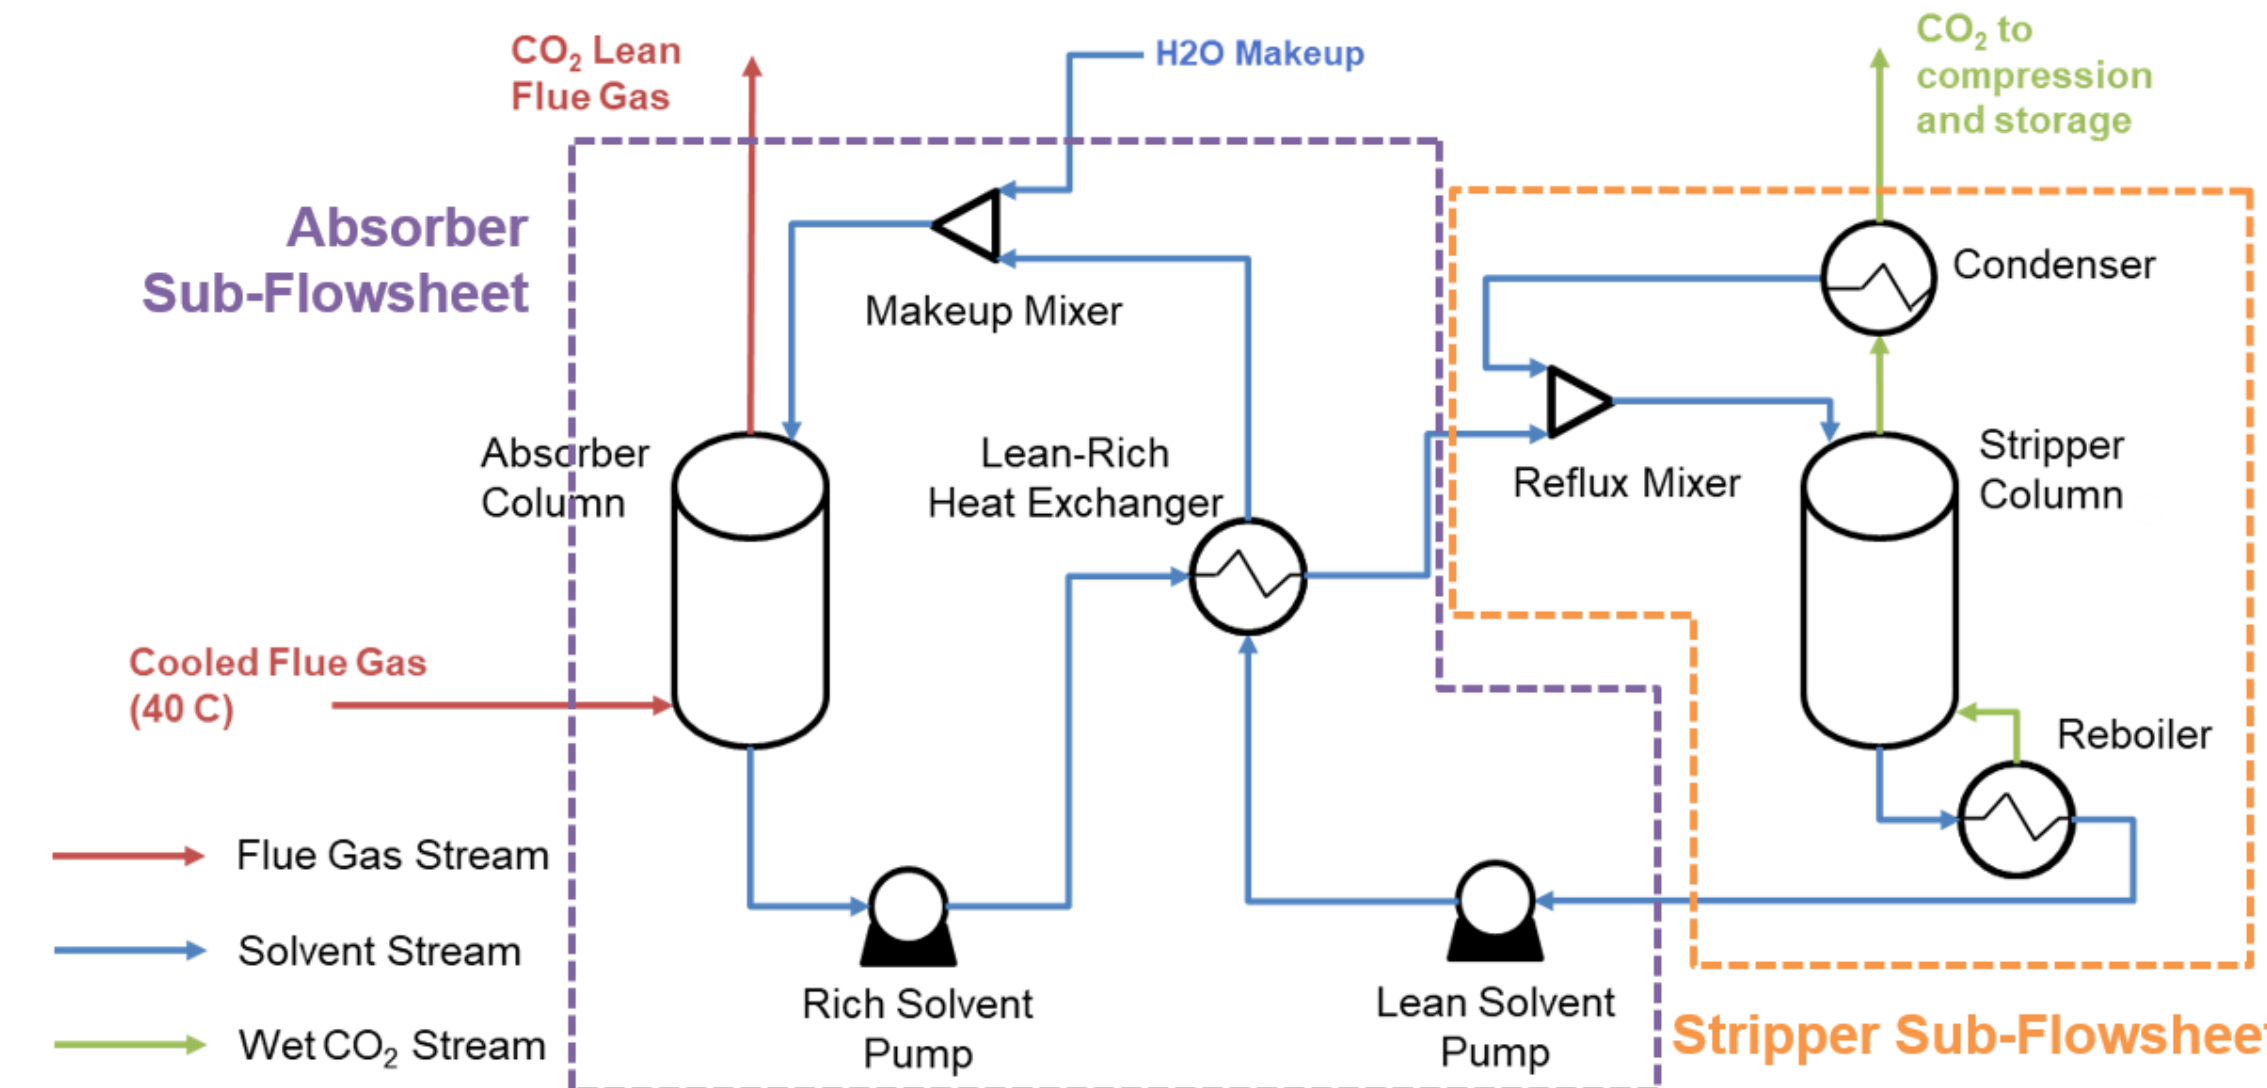 CO₂ Lean
Flue Gas
H2O Makeup
CO₂ to
compression
and storage
Absorber
Sub-Flowsheet
Makeup Mixer
Condenser
Absorber
Column
Lean-Rich
Heat Exchanger
Reflux Mixer
Stripper
Column
Cooled Flue Gas
(40 C)
Reboiler
Flue Gas Stream
Solvent Stream
Wet CO₂ Stream
Rich Solvent
Pump
Lean Solvent
Pump
Stripper Sub-Flowsheet